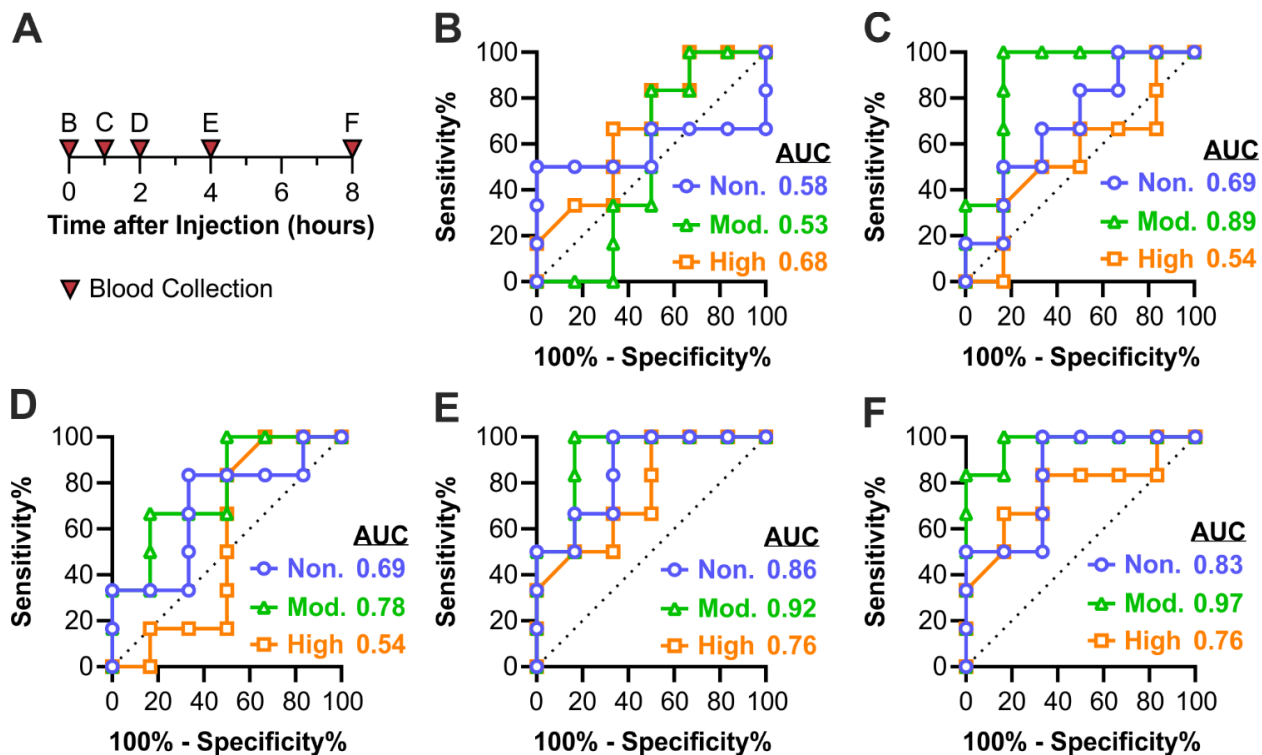 A
B C D E F
0 2 4 6 8
Time after Injection (hours)
Blood Collection
B
100
80
60
40
20
0
Sensitivity%
AUC
Non. 0.58
Mod. 0.53
High 0.68
0 20 40 60 80 100
100% - Specificity%
C
100
80
60
40
20
0
Sensitivity%
AUC
Non. 0.69
Mod. 0.89
High 0.54
0 20 40 60 80 100
100% - Specificity%
D
100
80
60
40
20
0
Sensitivity%
AUC
Non. 0.69
Mod. 0.78
High 0.54
0 20 40 60 80 100
100% - Specificity%
E
100
80
60
40
20
0
Sensitivity%
AUC
Non. 0.86
Mod. 0.92
High 0.76
0 20 40 60 80 100
100% - Specificity%
F
100
80
60
40
20
0
Sensitivity%
AUC
Non. 0.83
Mod. 0.97
High 0.76
0 20 40 60 80 100
100% - Specificity%